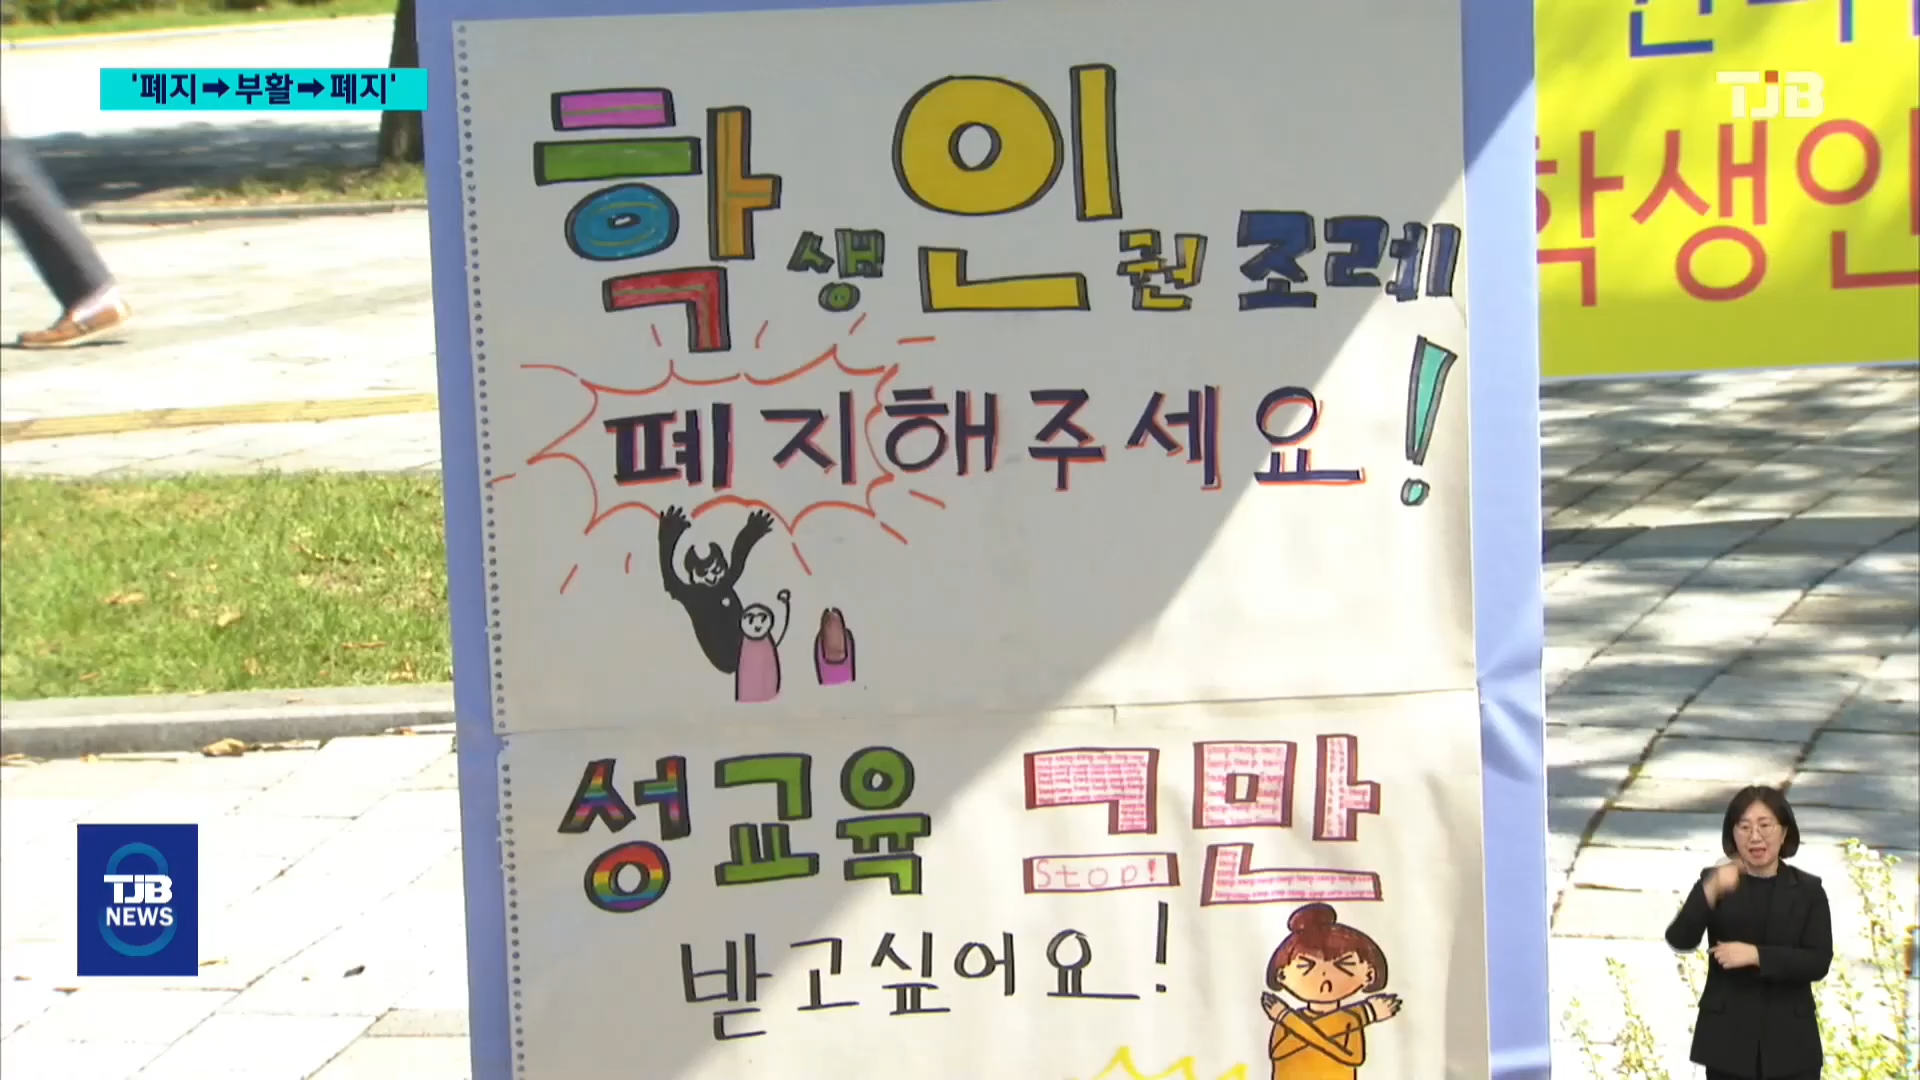 '폐지➡부활➡폐지'
TJB
학생인권조례
폐지해주세요!
학생인
성교육 그만
Stop!
받고싶어요!
TJB
NEWS